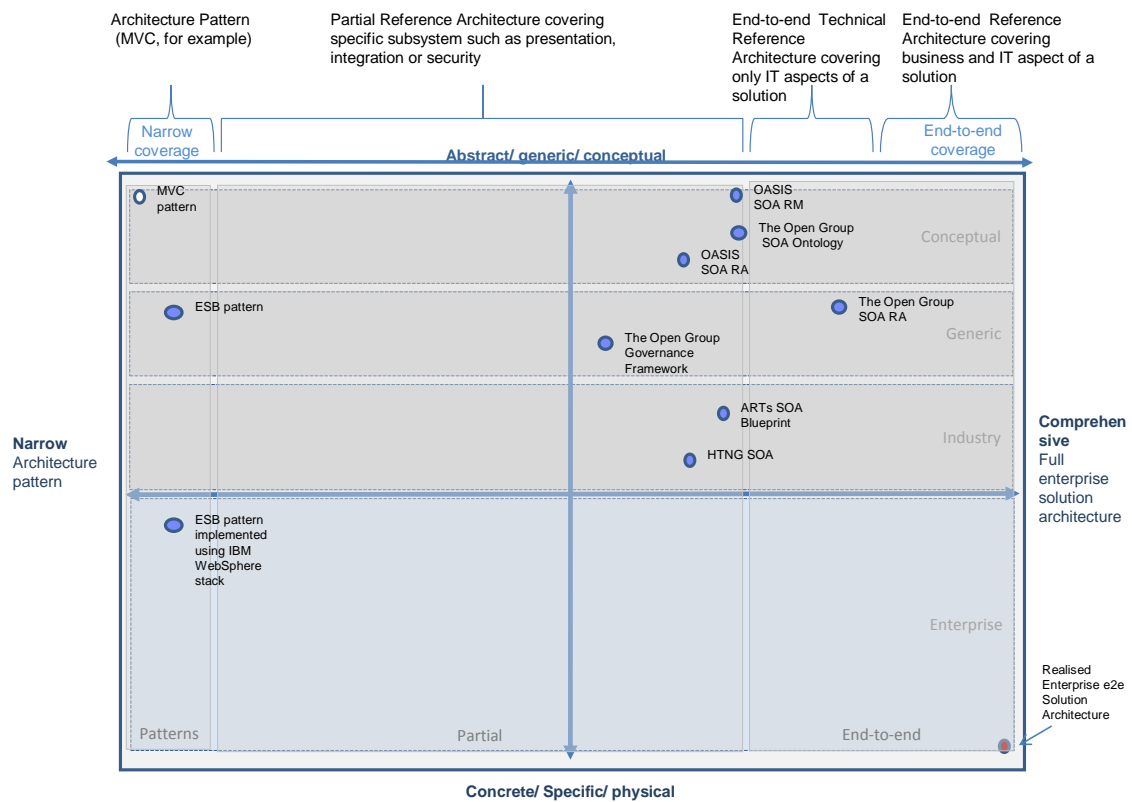 Architecture Pattern
(MVC, for example)
Partial Reference Architecture covering
specific subsystem such as presentation,
integration or security
End-to-end Technical
Reference
Architecture covering
only IT aspects of a
solution
End-to-end Reference
Architecture covering
business and IT aspect of a
solution
Narrow
coverage
End-to-end
coverage
Abstract/ generic/ conceptual
MVC
pattern
OASIS
SOA RM
The Open Group
SOA Ontology
Conceptual
OASIS
SOA RA
ESB pattern
The Open Group
SOA RA
Generic
The Open Group
Governance
Framework
ARTs SOA
Blueprint
Industry
HTNG SOA
Narrow
Architecture
pattern
Comprehen
sive
Full
enterprise
solution
architecture
ESB pattern
implemented
using IBM
WebSphere
stack
Enterprise
Realised
Enterprise e2e
Solution
Architecture
Patterns
Partial
End-to-end
Concrete/ Specific/ physical